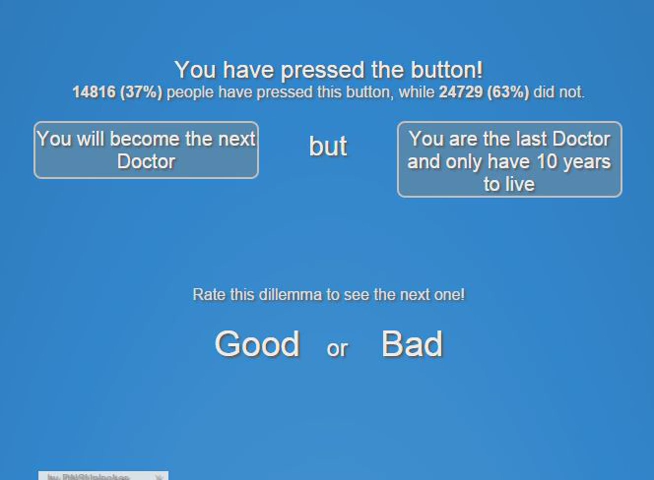 You have pressed the button!
14816 (37%) people have pressed this button, while 24729 (63%) did not.
You will become the next
Doctor
but
You are the last Doctor
and only have 10 years
to live
Rate this dillemma to see the next one!
Good or Bad
by